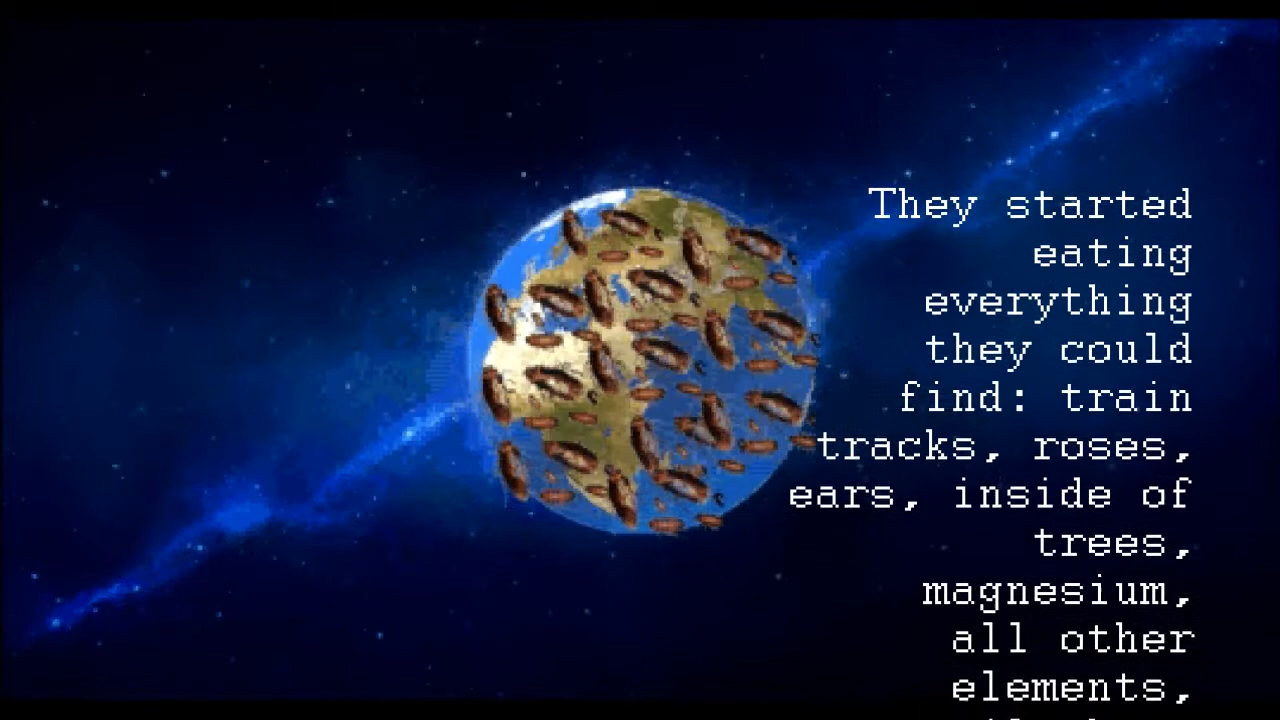 They started
eating
everything
they could
find: train
tracks, roses,
ears, inside of
trees,
magnesium,
all other
elements,